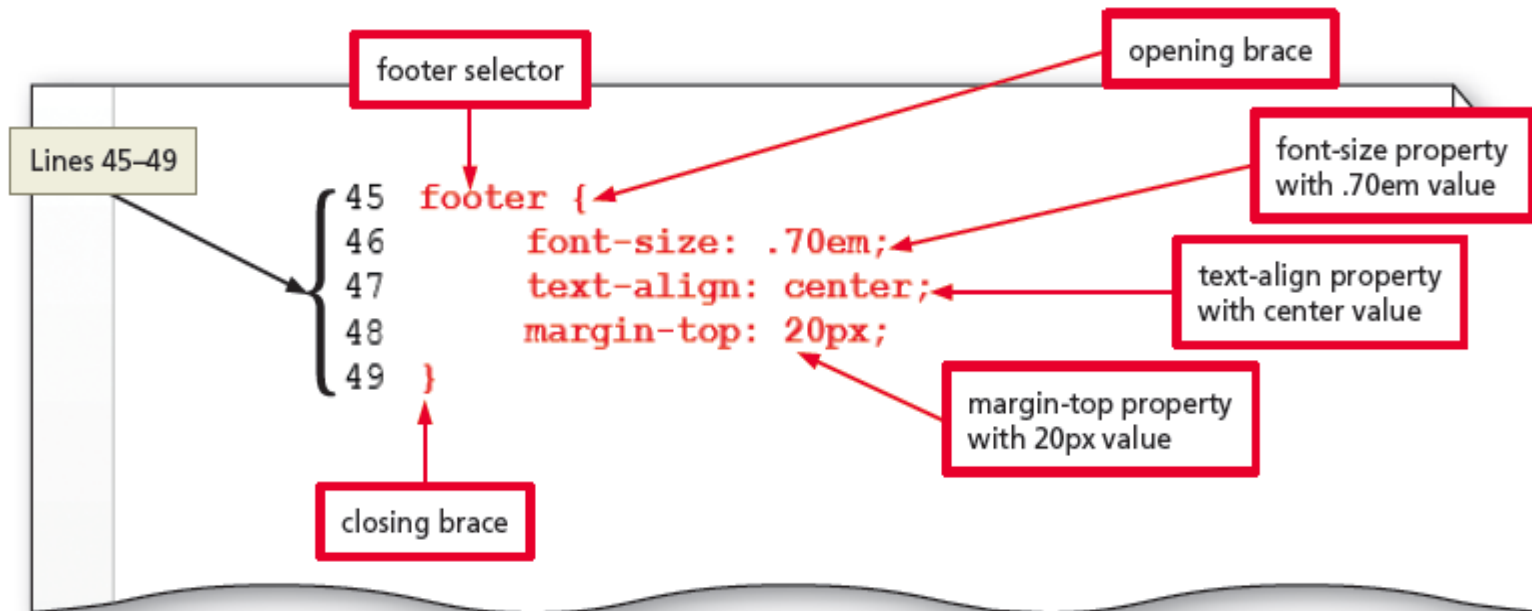 opening brace
footer selector
Lines 45–49
font-size property
with .70em value
45 footer {
46 font-size: .70em;
47 text-align: center;
48 margin-top: 20px;
49 }
text-align property
with center value
margin-top property
with 20px value
closing brace